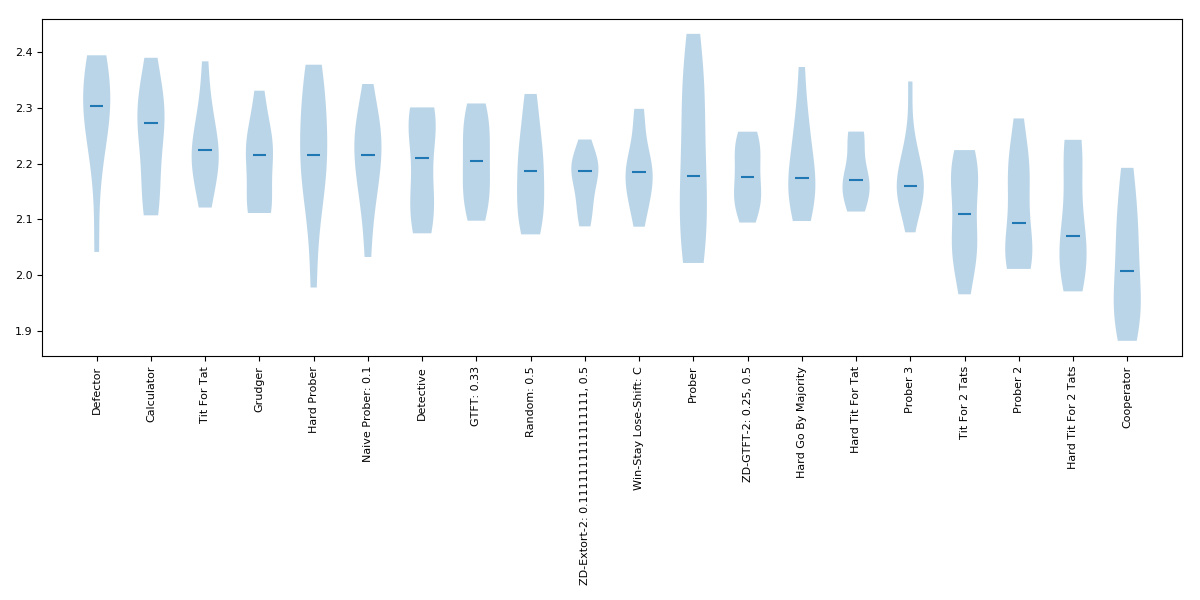 2.4
2.3
2.2
2.1
2.0
1.9
Defector
Calculator
Tit For Tat
Grudger
Hard Prober
Naive Prober: 0.1
Detective
GTFT: 0.33
Random: 0.5
ZD-Extort-2: 0.1111111111111111, 0.5
Win-Stay Lose-Shift: C
Prober
ZD-GTFT-2: 0.25, 0.5
Hard Go By Majority
Hard Tit For Tat
Prober 3
Tit For 2 Tats
Prober 2
Hard Tit For 2 Tats
Cooperator